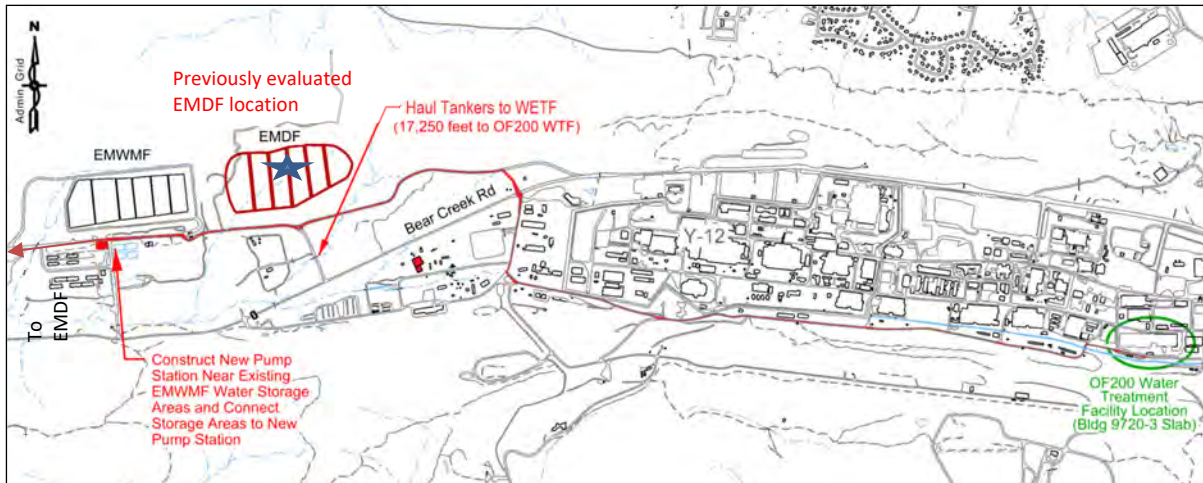 N
Admin Grid
Previously evaluated
EMDF location
EMWMF
EMDF
Haul Tankers to WETF
(17,250 feet to OF200 WTF)
Bear Creek Rd
Y-12
To
EMDF
Construct New Pump
Station Near Existing
EMWMF Water Storage
Areas and Connect
Storage Areas to New
Pump Station
OF200 Water
Treatment
Facility Location
(Bldg 9720-3 Slab)